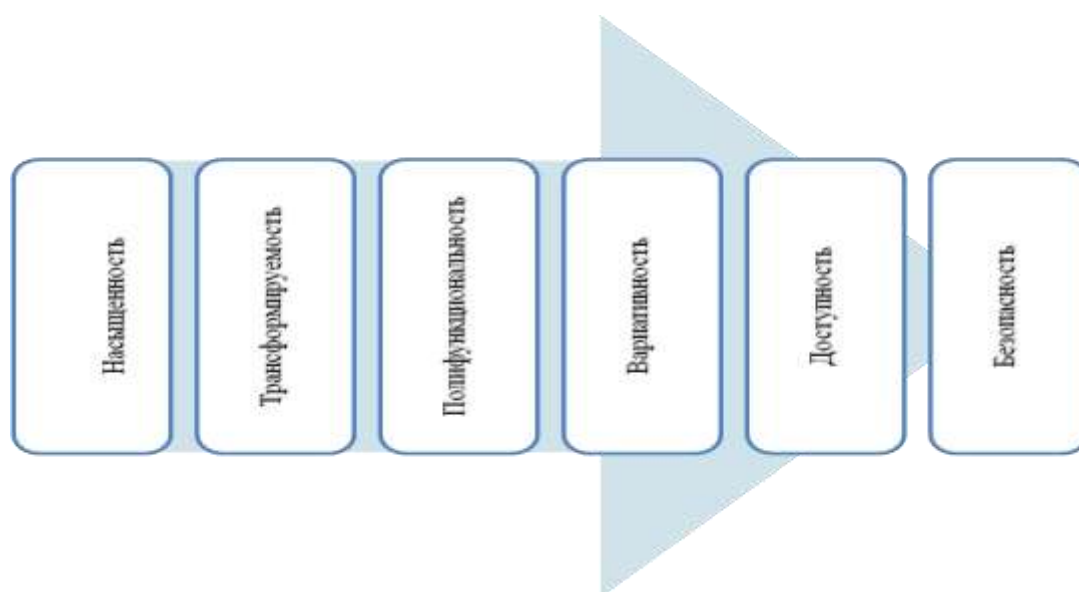 Насыщенность
Трансформируемость
Полифункциональность
Вариативность
Доступность
Безопасность